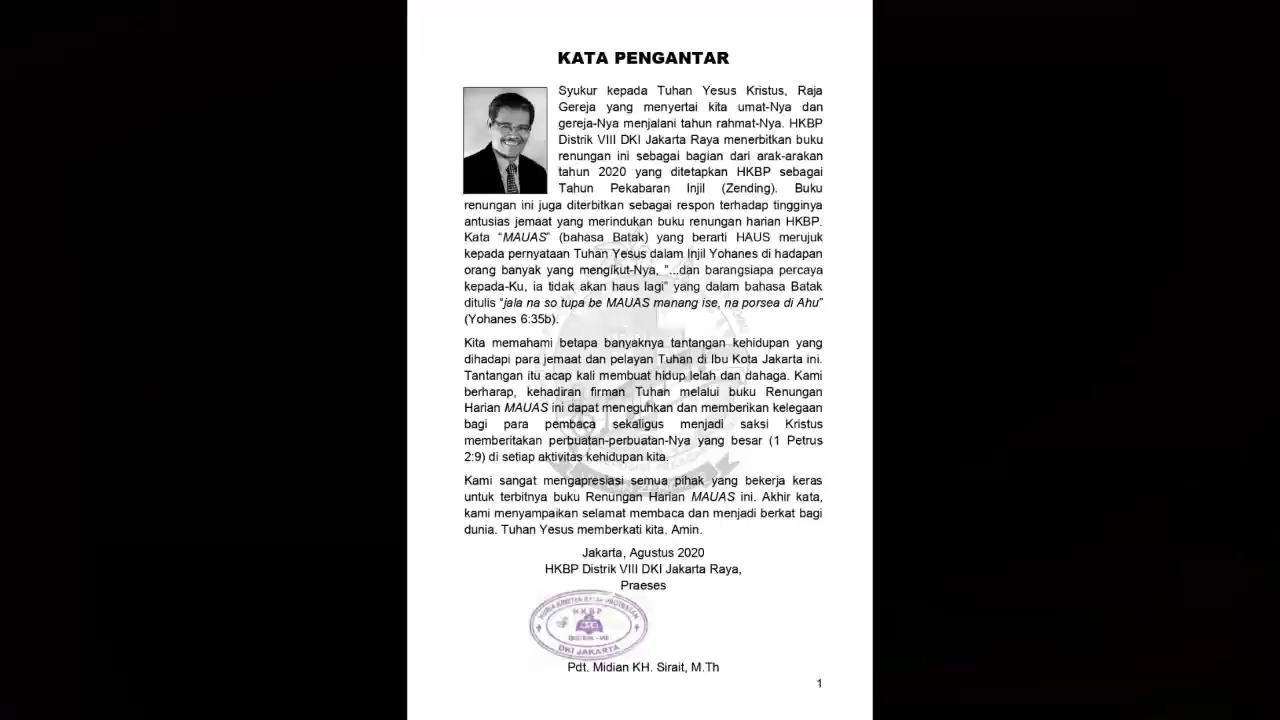 KATA PENGANTAR
Syukur kepada Tuhan Yesus Kristus, Raja
Gereja yang menyertai kita umat-Nya dan
gereja-Nya menjalani tahun rahmat-Nya. HKBP
Distrik VIII DKI Jakarta Raya menerbitkan buku
renungan ini sebagai bagian dari arak-arakan
tahun 2020 yang ditetapkan HKBP sebagai
Tahun Pekabaran Injil (Zending). Buku
renungan ini juga diterbitkan sebagai respon terhadap tingginya
antusias jemaat yang merindukan buku renungan harian HKBP.
Kata “MAUAS” (bahasa Batak) yang berarti HAUS merujuk
kepada pernyataan Tuhan Yesus dalam Injil Yohanes di hadapan
orang banyak yang mengikut-Nya, “...dan barangsiapa percaya
kepada-Ku, ia tidak akan haus lagi” yang dalam bahasa Batak
ditulis “jala na so tupa be MAUAS manang ise, na porsea di Ahu”
(Yohanes 6:35b).
Kita memahami betapa banyaknya tantangan kehidupan yang
dihadapi para jemaat dan pelayan Tuhan di Ibu Kota Jakarta ini.
Tantangan itu acap kali membuat hidup lelah dan dahaga. Kami
berharap, kehadiran firman Tuhan melalui buku Renungan
Harian MAUAS ini dapat meneguhkan dan memberikan kelegaan
bagi para pembaca sekaligus menjadi saksi Kristus
memberitakan perbuatan-perbuatan-Nya yang besar (1 Petrus
2:9) di setiap aktivitas kehidupan kita.
Kami sangat mengapresiasi semua pihak yang bekerja keras
untuk terbitnya buku Renungan Harian MAUAS ini. Akhir kata,
kami menyampaikan selamat membaca dan menjadi berkat bagi
dunia. Tuhan Yesus memberkati kita. Amin.
Jakarta, Agustus 2020
HKBP Distrik VIII DKI Jakarta Raya,
Praeses
HURIA KRISTEN BATAK PROTESTAN
HKBP
DISTRIK - VIII
DKI JAKARTA
Pdt. Midian KH. Sirait, M.Th
1